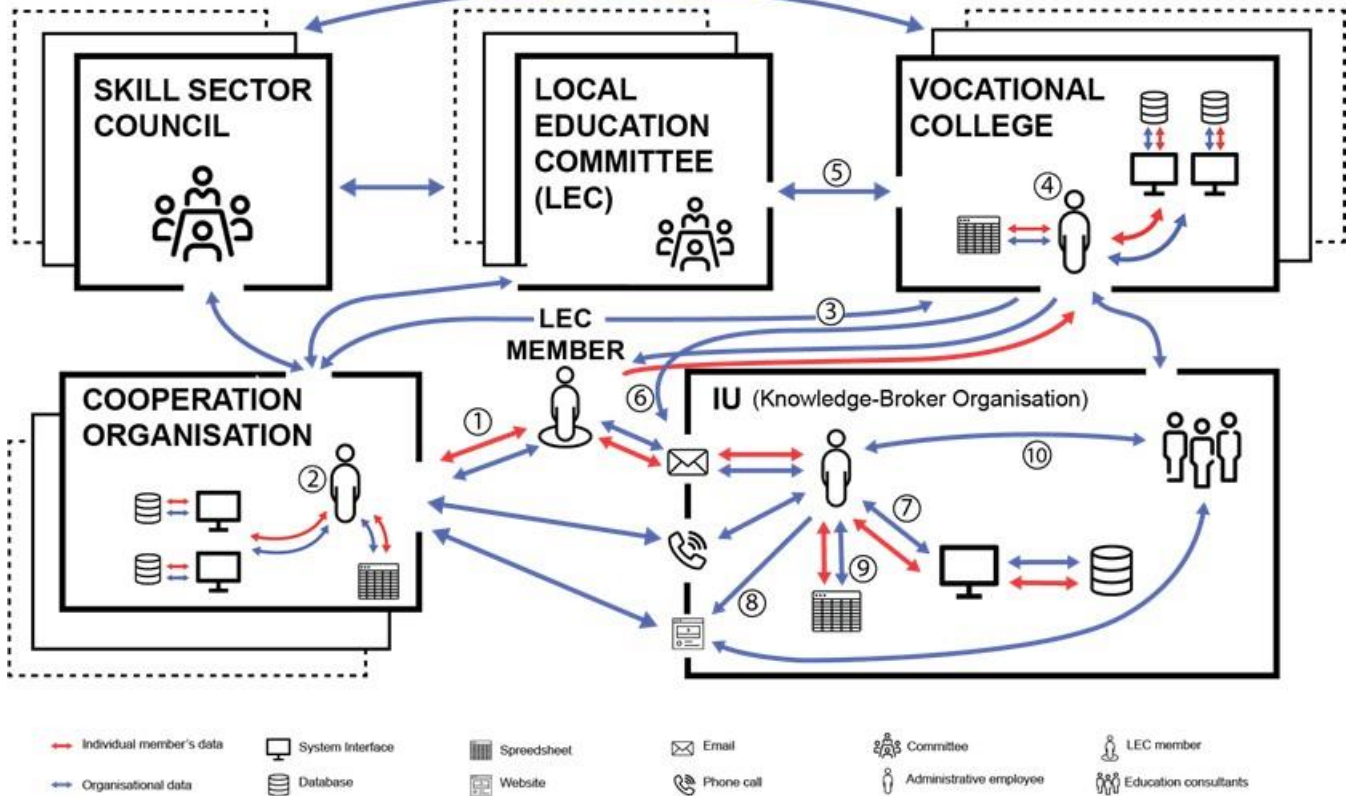 SKILL SECTOR
COUNCIL
LOCAL
EDUCATION
COMMITTEE
(LEC)
VOCATIONAL
COLLEGE
⑤
④
③
LEC
MEMBER
COOPERATION
ORGANISATION
①
②
⑥
IU (Knowledge-Broker Organisation)
⑩
⑦
⑨
⑧
Individual member's data
System Interface
Spreedsheet
Email
Committee
LEC member
Organisational data
Database
Website
Phone call
Administrative employee
Education consultants